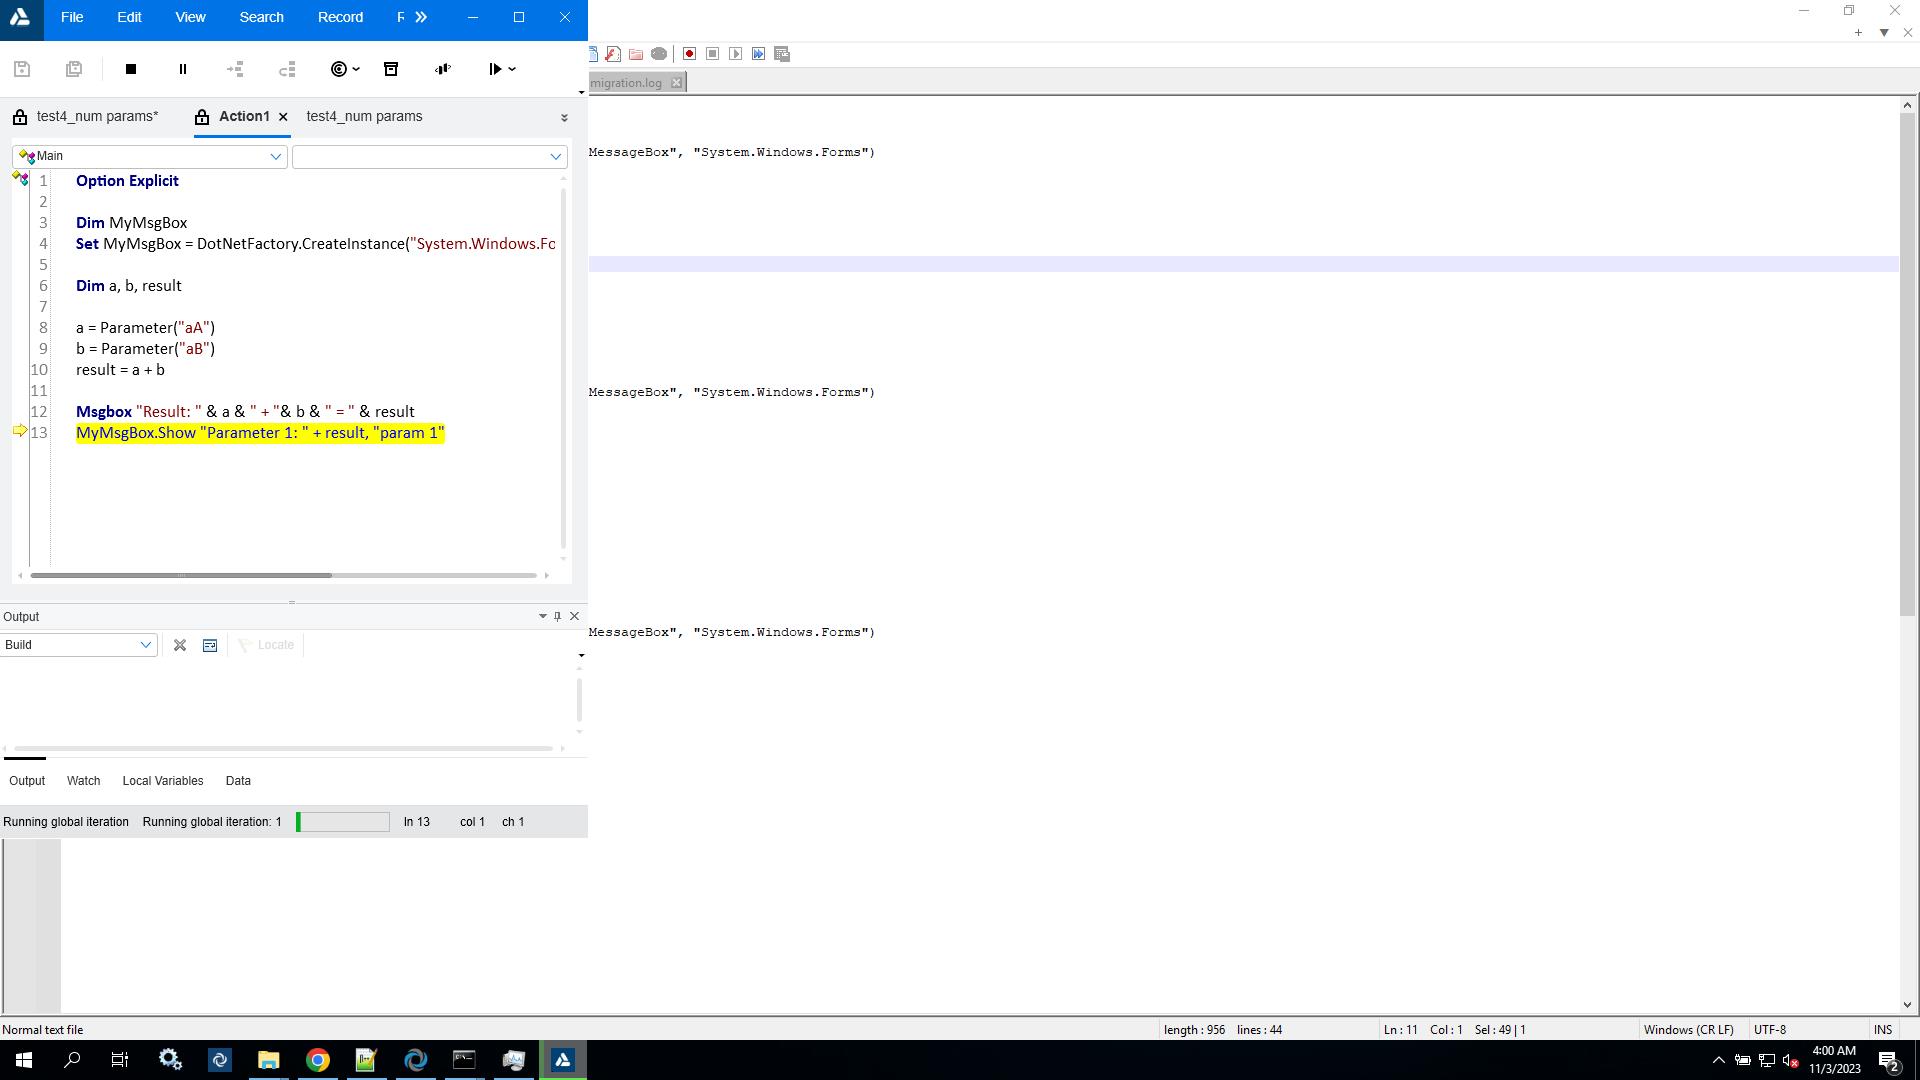 File Edit View Search Record
migration.log
test4_num params* Action1 test4_num params
Main
1 Option Explicit
2
3 Dim MyMsgBox
4 Set MyMsgBox = DotNetFactory.CreateInstance("System.Windows.Fo
5
6 Dim a, b, result
7
8 a = Parameter("aA")
9 b = Parameter("aB")
10 result = a + b
11
12 Msgbox "Result: " & a & " + "& b & " = " & result
13 MyMsgBox.Show "Parameter 1: " + result, "param 1"
MessageBox", "System.Windows.Forms")
MessageBox", "System.Windows.Forms")
MessageBox", "System.Windows.Forms")
Output
Build Locate
Output Watch Local Variables Data
Running global iteration Running global iteration: 1 ln 13 col 1 ch 1
Normal text file length : 956 lines : 44 Ln : 11 Col : 1 Sel : 49 | 1 Windows (CR LF) UTF-8 INS
4:00 AM
11/3/2023
2